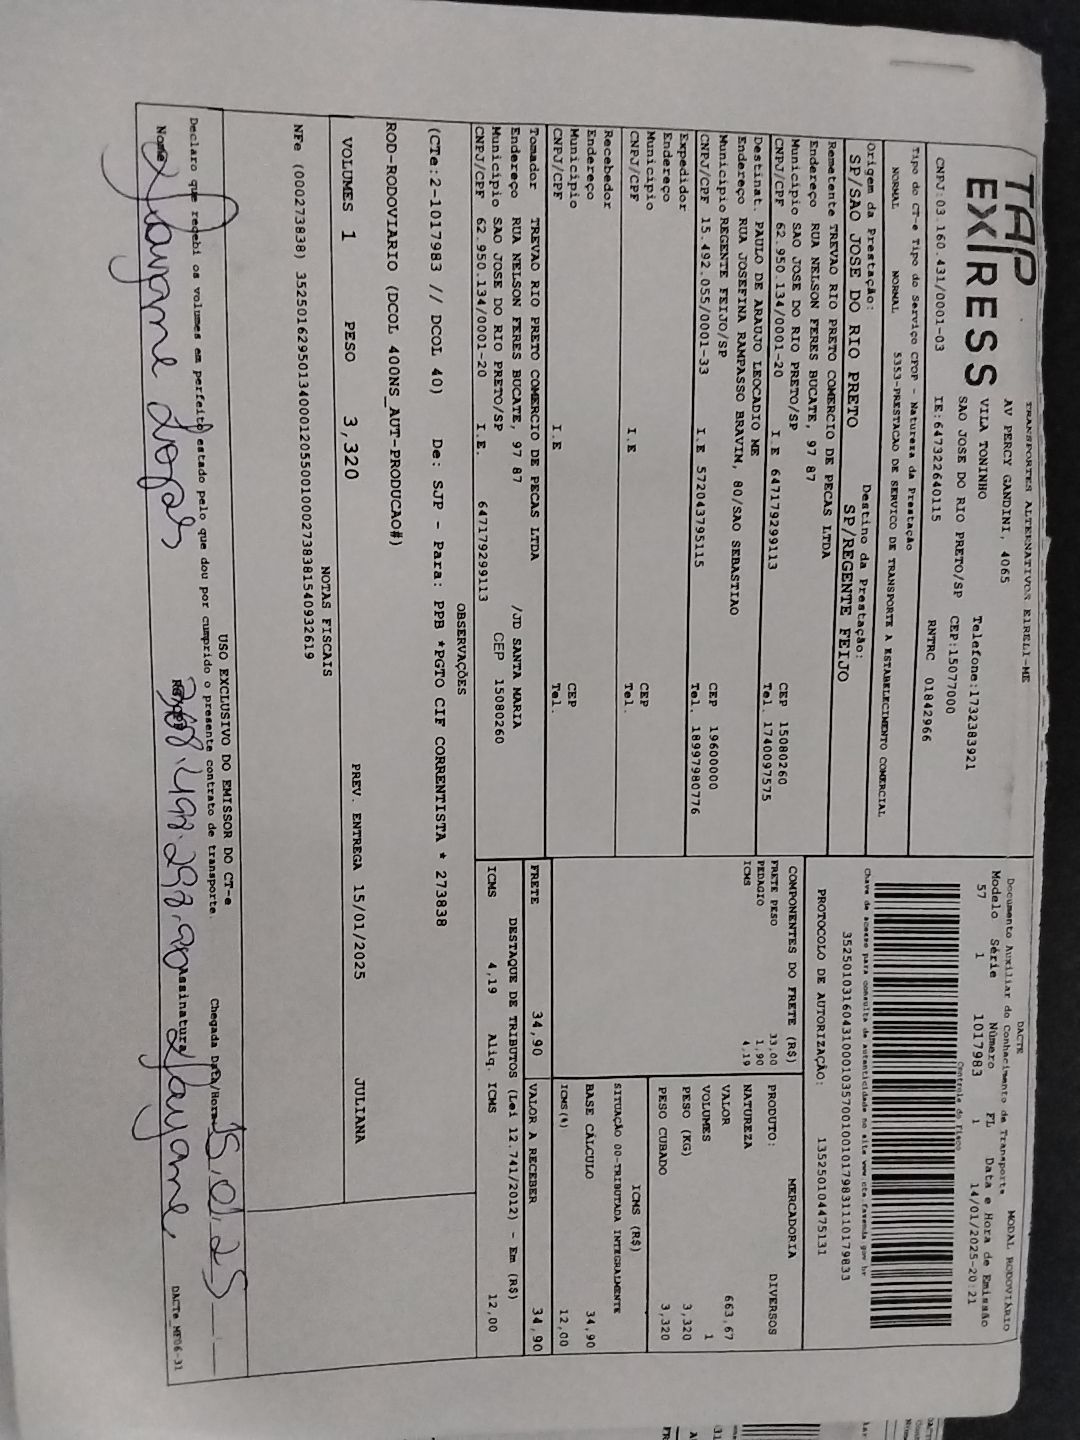 TAP EXPRESS
TRANSPORTES ALTERNATIVOS EIRELI-ME
AV PERCY GANDINI, 4065
VILA TONINHO Telefone:1732383921
SAO JOSE DO RIO PRETO/SP CEP:15077000
CNPJ:03.160.431/0001-03 IE:647322640115 RNTRC 01842966
Tipo do CT-e Tipo do Serviço CFOP - Natureza da Prestação
NORMAL NORMAL 5353-PRESTACAO DE SERVICO DE TRANSPORTE A ESTABELECIMENTO COMERCIAL
Origem da Prestação: Destino da Prestação:
SP/SAO JOSE DO RIO PRETO SP/REGENTE FEIJO
Remetente TREVAO RIO PRETO COMERCIO DE PECAS LTDA
Endereço RUA NELSON FERES BUCATE, 97 87
Municipio SAO JOSE DO RIO PRETO/SP CEP 15080260
CNPJ/CPF 62.950.134/0001-20 I.E 647179299113 Tel. 1740097575
Destinat. PAULO DE ARAUJO LEOCADIO ME
Endereço RUA JOSEFINA RAMPASSO BRAVIM, 80/SAO SEBASTIAO
Municipio REGENTE FEIJO/SP CEP 19600000
CNPJ/CPF 15.492.055/0001-33 I.E 572043795115 Tel. 18997980776
Expedidor
Endereço
Municipio CEP
CNPJ/CPF I.E Tel.
Recebedor
Endereço
Municipio CEP
CNPJ/CPF I.E Tel.
Tomador TREVAO RIO PRETO COMERCIO DE PECAS LTDA
Endereço RUA NELSON FERES BUCATE, 97 87 /JD SANTA MARIA
Municipio SAO JOSE DO RIO PRETO/SP CEP 15080260
CNPJ/CPF 62.950.134/0001-20 I.E. 647179299113
DACTE MODAL RODOVIÁRIO
Documento Auxiliar do Conhecimento de Transporte
Modelo Série Número FL Data e Hora de Emissão
57 1 1017983 1 14/01/2025-20:21
Controle do Fisco
Chave de acesso para consulta de autenticidade no site www.cte.fazenda.gov.br
35250103160431000103570010010179831110179833
PROTOCOLO DE AUTORIZAÇÃO: 135250104475131
COMPONENTES DO FRETE (R$)
FRETE PESO 33,00
PEDAGIO 1,90
ICMS 4,19
MERCADORIA
PRODUTO: DIVERSOS
NATUREZA
VALOR 663,67
VOLUMES 1
PESO (KG) 3,320
PESO CUBADO 3,320
ICMS (R$)
SITUAÇÃO 00-TRIBUTADA INTEGRALMENTE
BASE CÁLCULO 34,90
ICMS(%) 12,00
FRETE 34,90 VALOR A RECEBER 34,90
DESTAQUE DE TRIBUTOS (Lei 12.741/2012) - Em (R$)
ICMS 4,19 Aliq. ICMS 12,00
OBSERVAÇÕES
(CTe:2-1017983 // DCOL 40) De: SJP - Para: PPB *PGTO CIF CORRENTISTA * 273838
ROD-RODOVIARIO (DCOL 400NS_AUT-PRODUCAO#)
VOLUMES 1 PESO 3,320 PREV. ENTREGA 15/01/2025 JULIANA
NOTAS FISCAIS
NFe (000273838) 35250162950134000120550010002738381540932619
USO EXCLUSIVO DO EMISSOR DO CT-e
Declaro que recebi os volumes em perfeito estado pelo que dou por cumprido o presente contrato de transporte. Chegada Data/Hora 15.01.25
Nome Assinatura
DACTe_MF06-31